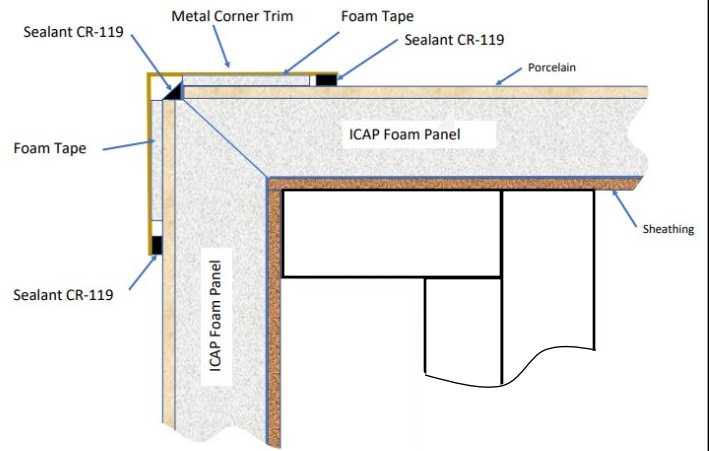 Metal Corner Trim
Foam Tape
Sealant CR-119
Sealant CR-119
Porcelain
ICAP Foam Panel
Foam Tape
Sheathing
Sealant CR-119
ICAP Foam Panel